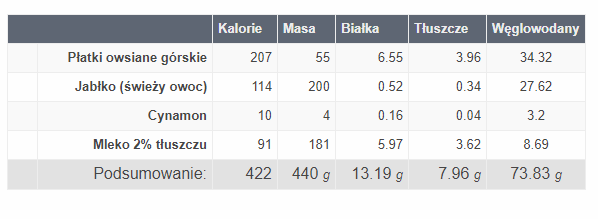 Kalorie Masa Białka Tłuszcze Węglowodany
Płatki owsiane górskie 207 55 6.55 3.96 34.32
Jabłko (świeży owoc) 114 200 0.52 0.34 27.62
Cynamon 10 4 0.16 0.04 3.2
Mleko 2% tłuszczu 91 181 5.97 3.62 8.69
Podsumowanie: 422 440 g 13.19 g 7.96 g 73.83 g